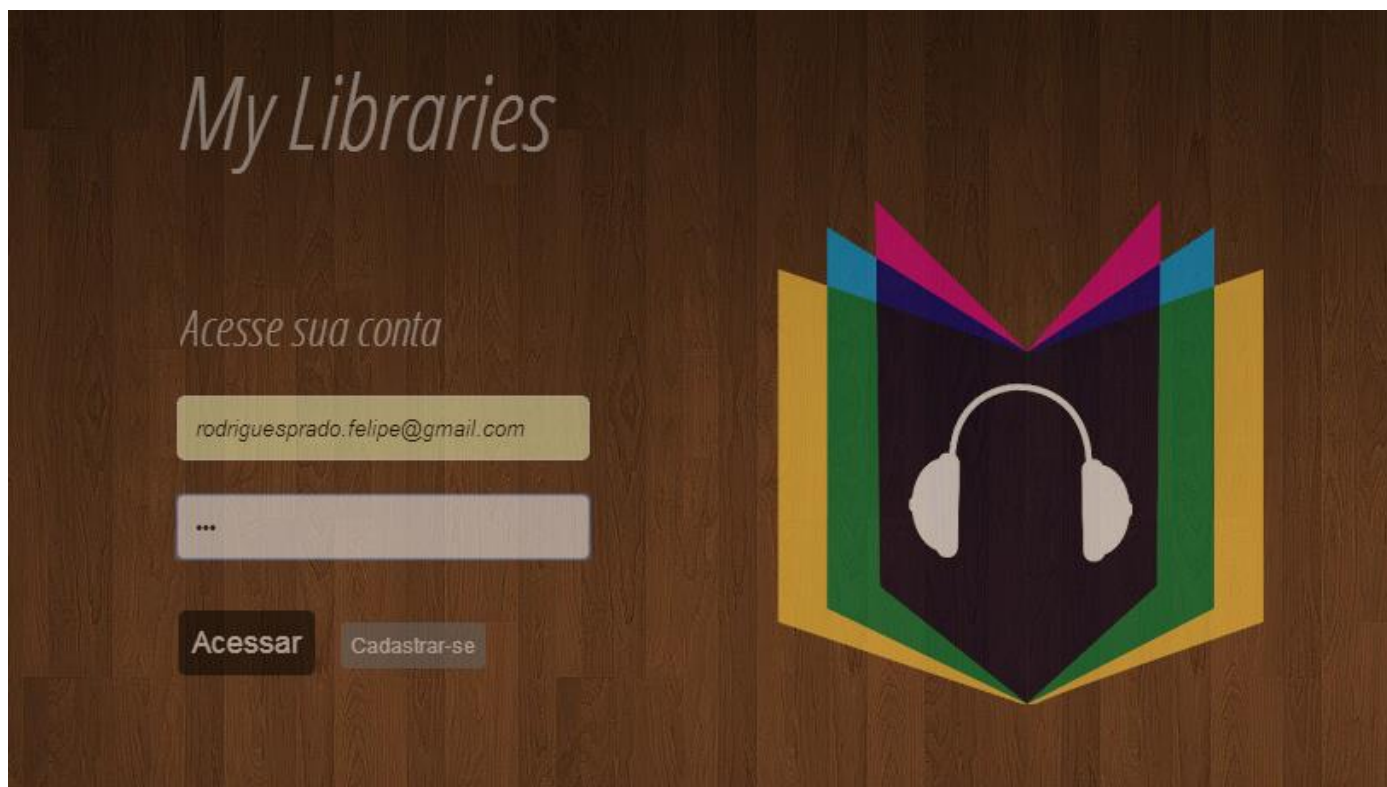 My Libraries
Acesse sua conta
rodriguesprado.felipe@gmail.com
•••
Acessar
Cadastrar-se